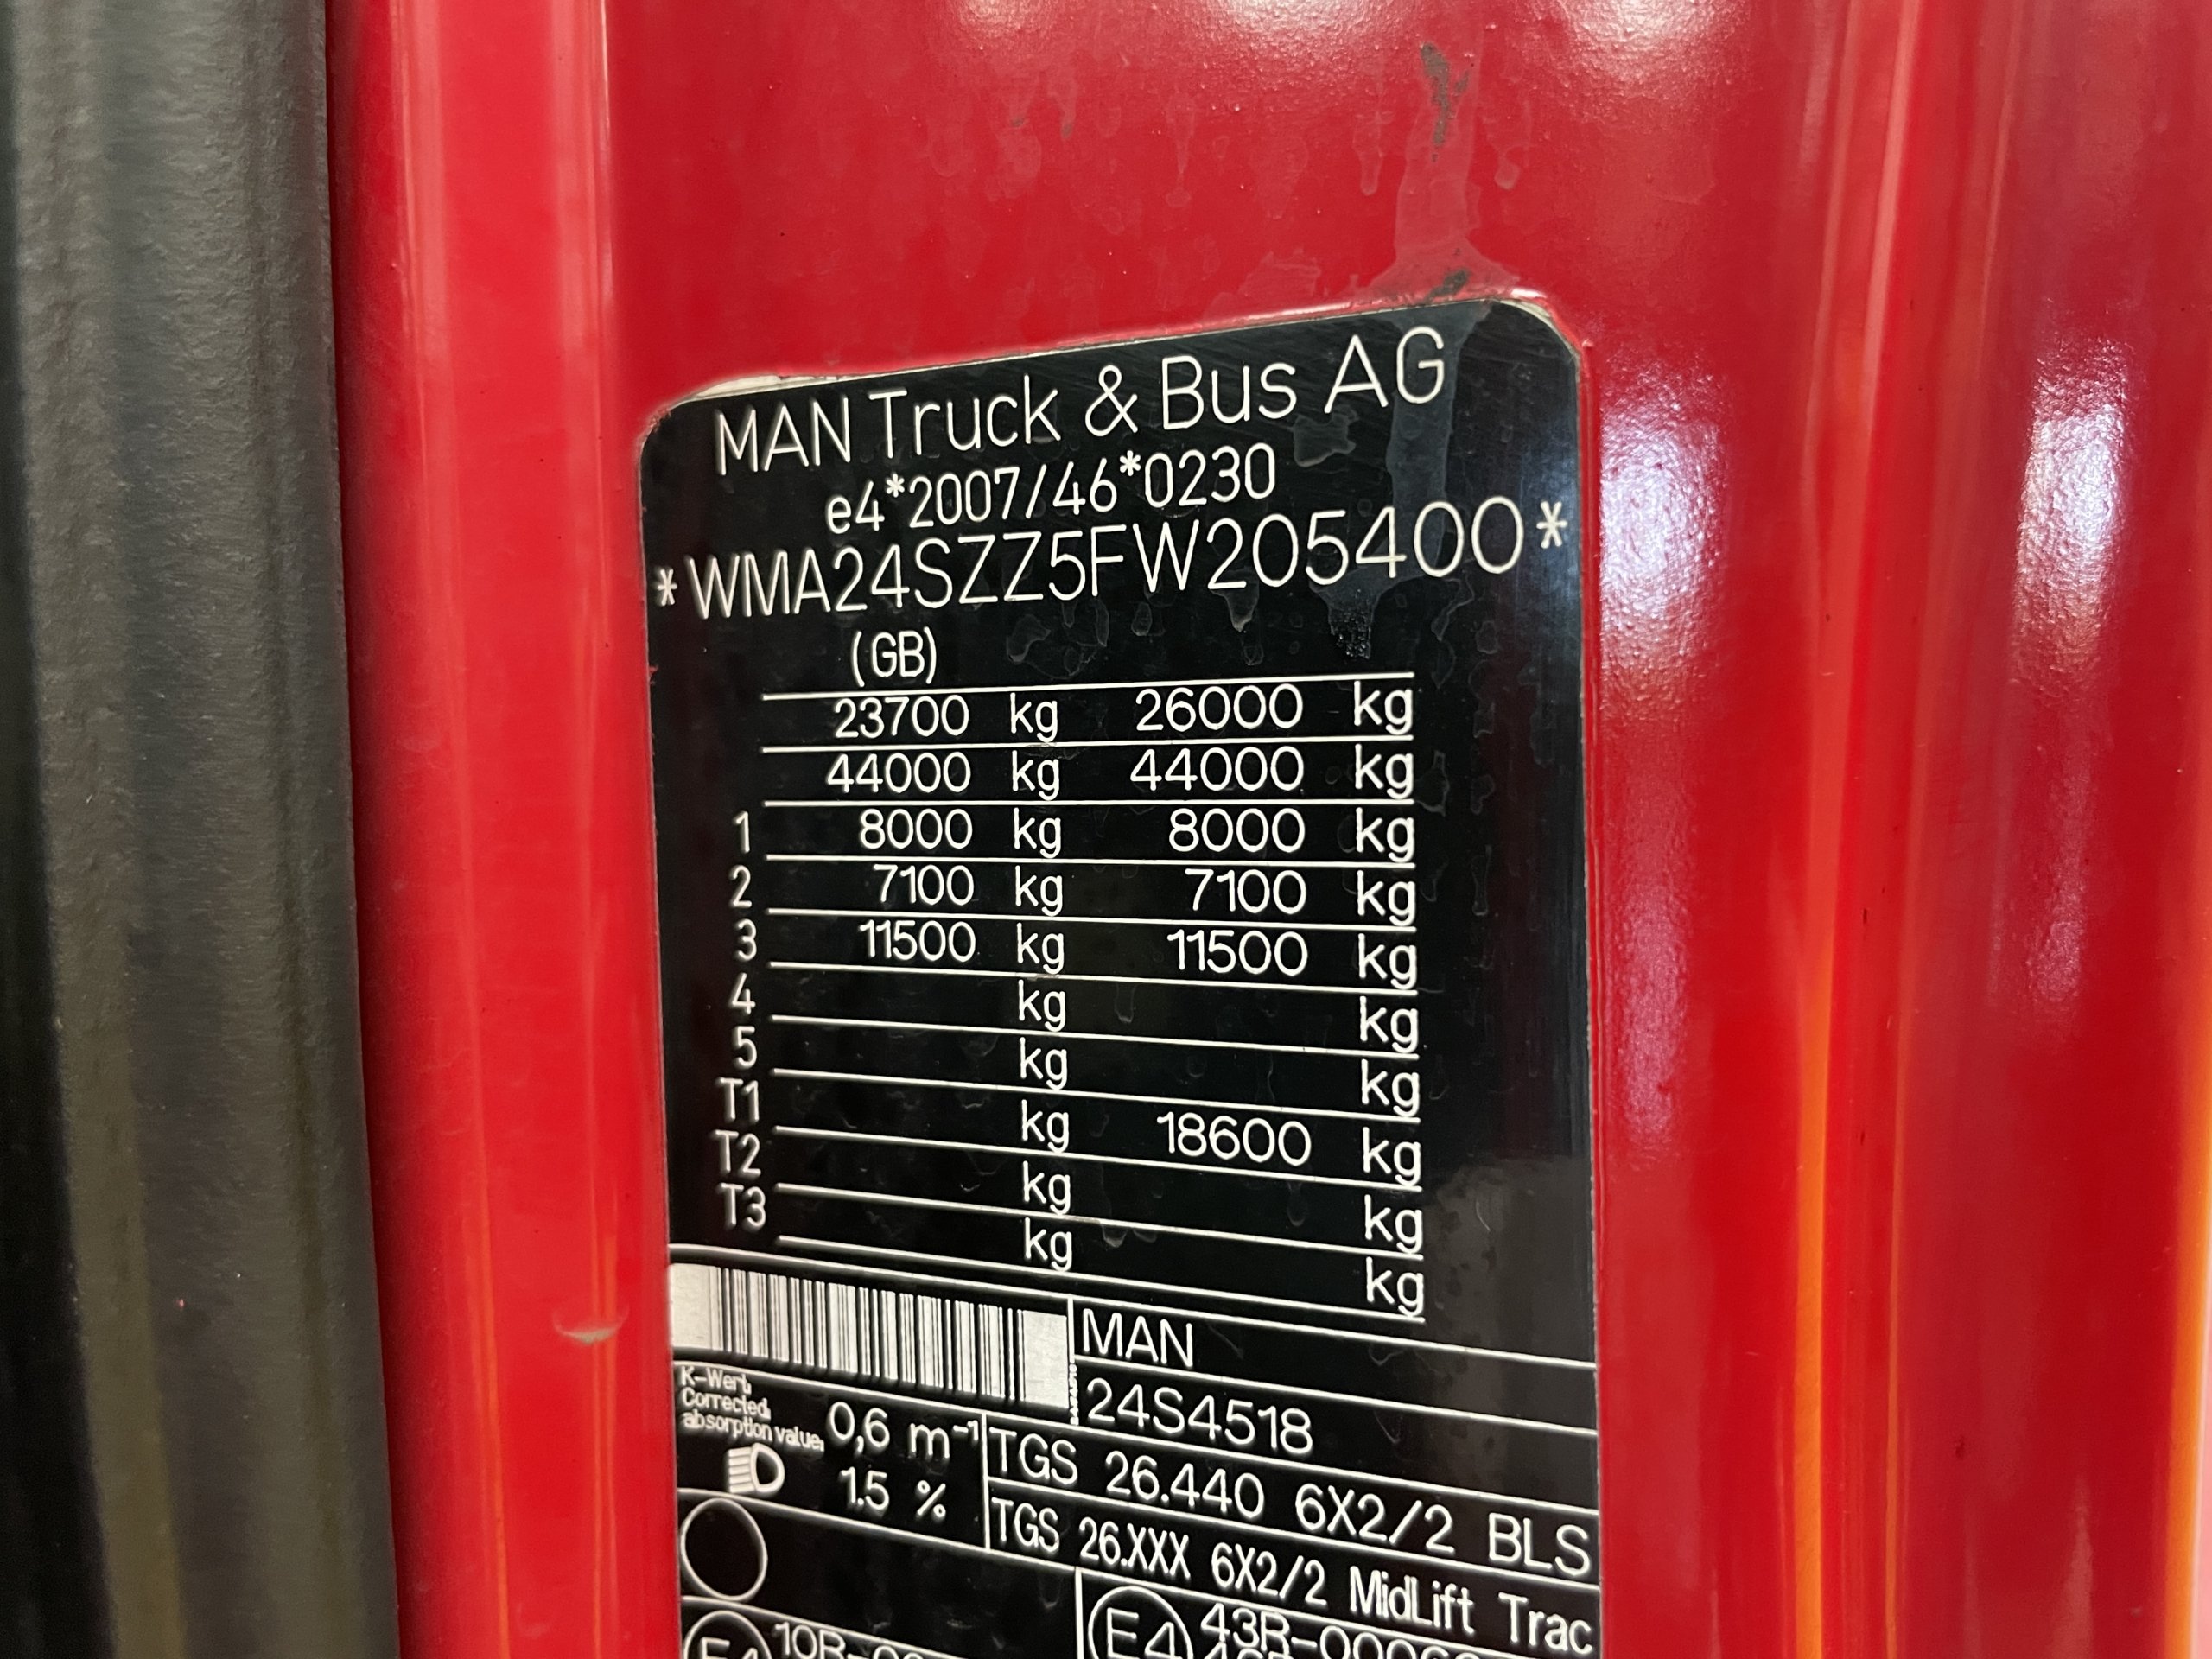 MAN Truck & Bus AG
e4*2007/46*0230
*WMA24SZZ5FW205400*
(GB)
23700 kg 26000 kg
44000 kg 44000 kg
1 8000 kg 8000 kg
2 7100 kg 7100 kg
3 11500 kg 11500 kg
4 kg kg
5 kg kg
T1 kg 18600 kg
T2 kg kg
T3 kg kg
MAN
24S4518
K-Wert,
Corrected
absorption value,
0,6 m⁻¹
1.5 %
TGS 26.440 6X2/2 BLS
TGS 26.XXX 6X2/2 MidLift Trac
E4